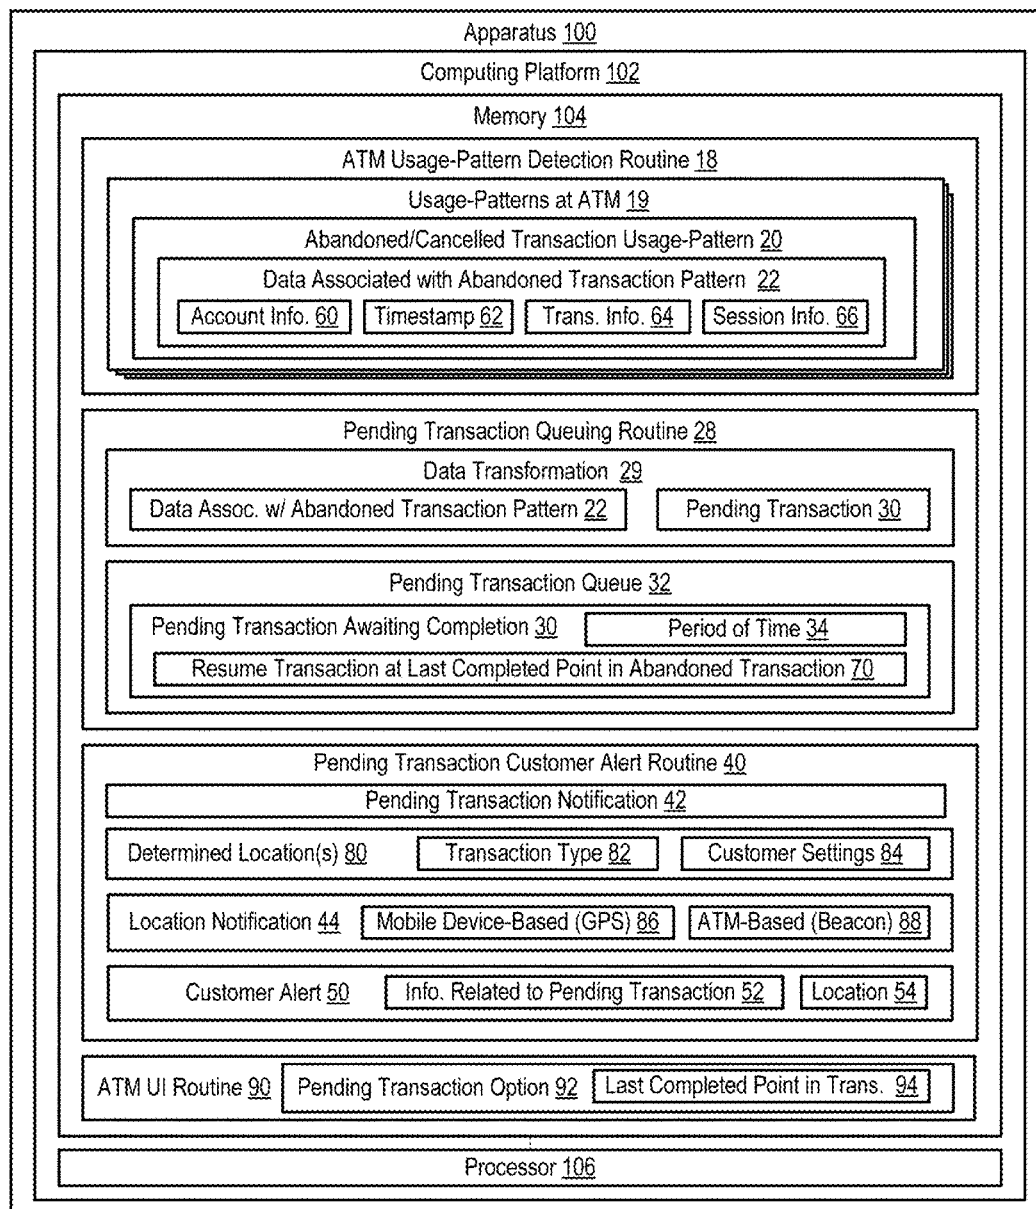 Apparatus 100
Computing Platform 102
Memory 104
ATM Usage-Pattern Detection Routine 18
Usage-Patterns at ATM 19
Abandoned/Cancelled Transaction Usage-Pattern 20
Data Associated with Abandoned Transaction Pattern 22
Account Info. 60 Timestamp 62 Trans. Info. 64 Session Info. 66
Pending Transaction Queuing Routine 28
Data Transformation 29
Data Assoc. w/ Abandoned Transaction Pattern 22 Pending Transaction 30
Pending Transaction Queue 32
Pending Transaction Awaiting Completion 30 Period of Time 34
Resume Transaction at Last Completed Point in Abandoned Transaction 70
Pending Transaction Customer Alert Routine 40
Pending Transaction Notification 42
Determined Location(s) 80 Transaction Type 82 Customer Settings 84
Location Notification 44 Mobile Device-Based (GPS) 86 ATM-Based (Beacon) 88
Customer Alert 50 Info. Related to Pending Transaction 52 Location 54
ATM UI Routine 90 Pending Transaction Option 92 Last Completed Point in Trans. 94
Processor 106